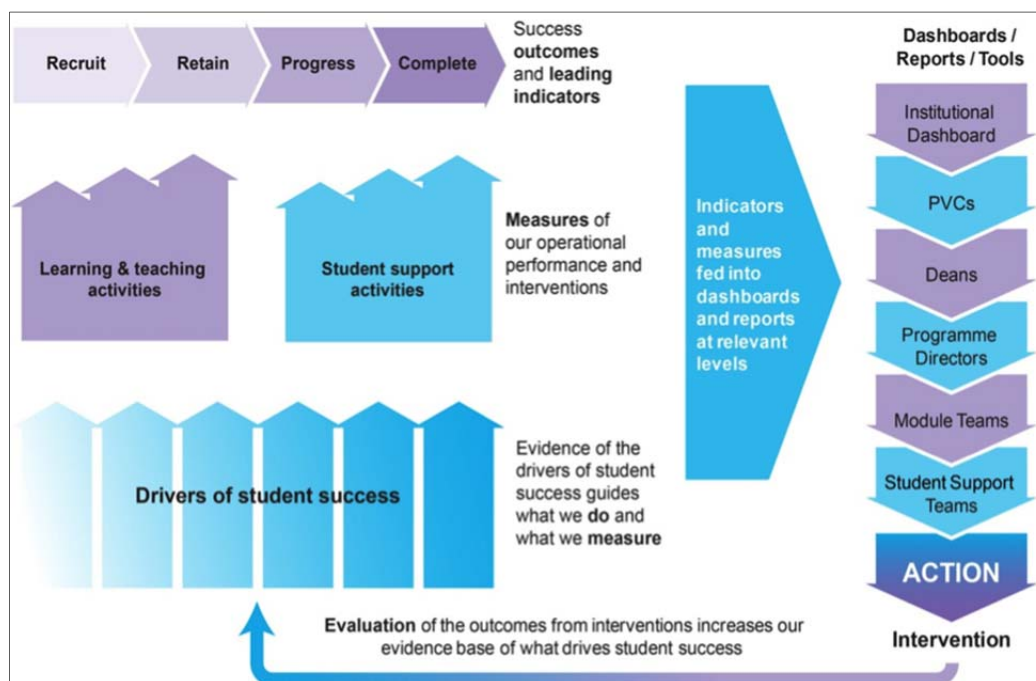 Recruit
Retain
Progress
Complete
Success
outcomes
and leading
indicators
Learning & teaching
activities
Student support
activities
Measures of
our operational
performance and
interventions
Drivers of student success
Evidence of the
drivers of student
success guides
what we do and
what we measure
Indicators
and
measures
fed into
dashboards
and reports
at relevant
levels
Dashboards /
Reports / Tools
Institutional
Dashboard
PVCs
Deans
Programme
Directors
Module Teams
Student Support
Teams
ACTION
Intervention
Evaluation of the outcomes from interventions increases our
evidence base of what drives student success